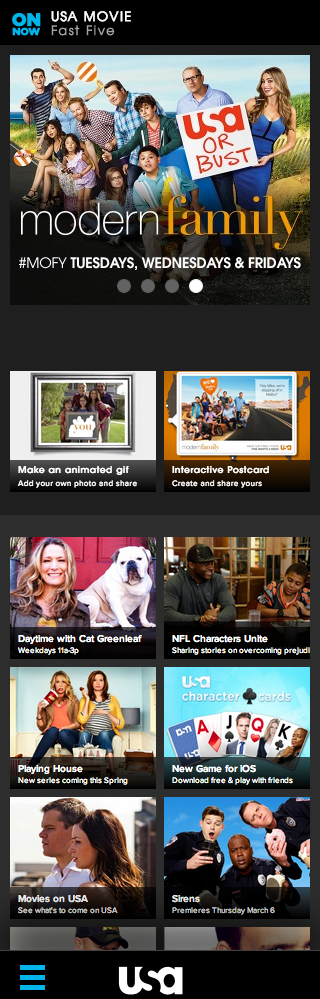 ON
NOW
USA MOVIE
Fast Five
usa
OR
BUST
modern family
#MOFY TUESDAYS, WEDNESDAYS & FRIDAYS
you
modernfamily
usa
Make an animated gif
Add your own photo and share
Interactive Postcard
Create and share yours
Daytime with Cat Greenleaf
Weekdays 11a-3p
NFL Characters Unite
Sharing stories on overcoming prejudi
usa
character cards
A J Q K
Playing House
New series coming this Spring
New Game for iOS
Download free & play with friends
Movies on USA
See what's to come on USA
Sirens
Premieres Thursday March 6
usa